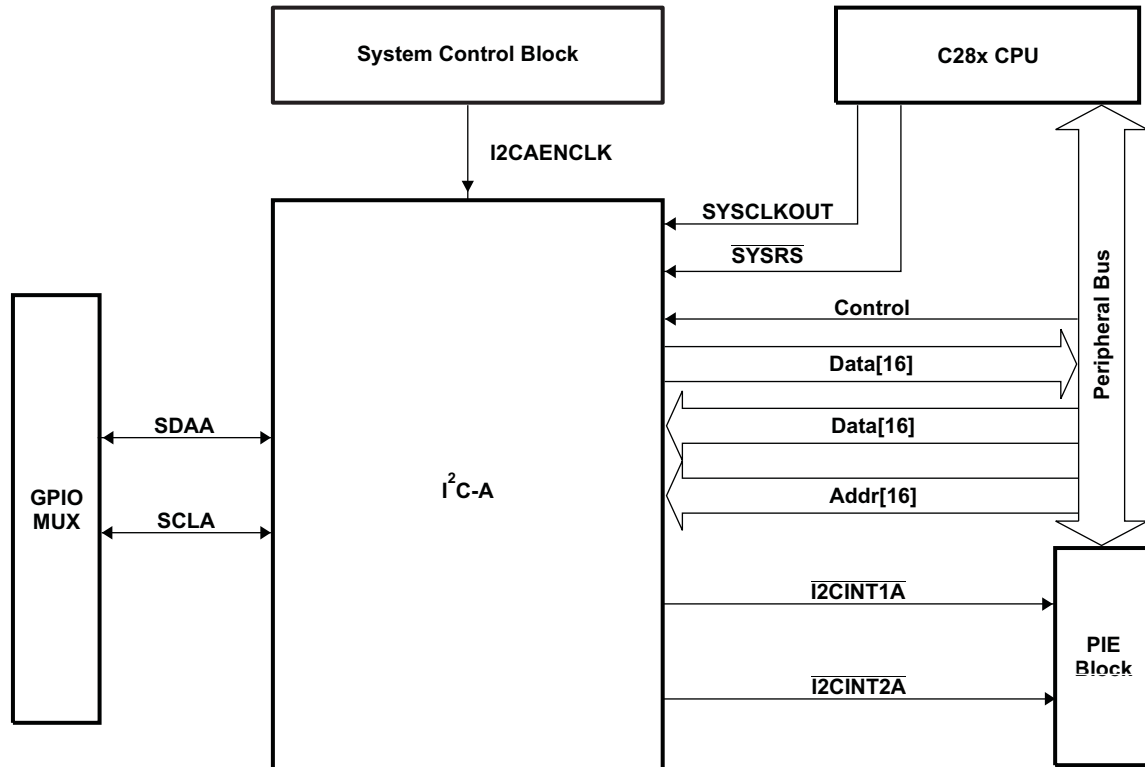 System Control Block
C28x CPU
I2CAENCLK
SYSCLKOUT
SYSRS
Control
Data[16]
Data[16]
Addr[16]
Peripheral Bus
SDAA
SCLA
GPIO
MUX
I²C-A
I2CINT1A
I2CINT2A
PIE
Block